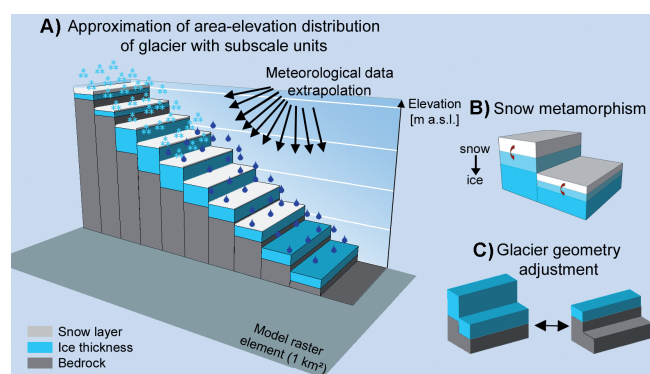 A) Approximation of area-elevation distribution
of glacier with subscale units
Meteorological data
extrapolation
Elevation
[m a.s.l.]
B) Snow metamorphism
snow
ice
C) Glacier geometry
adjustment
Snow layer
Ice thickness
Bedrock
Model raster
element (1 km²)